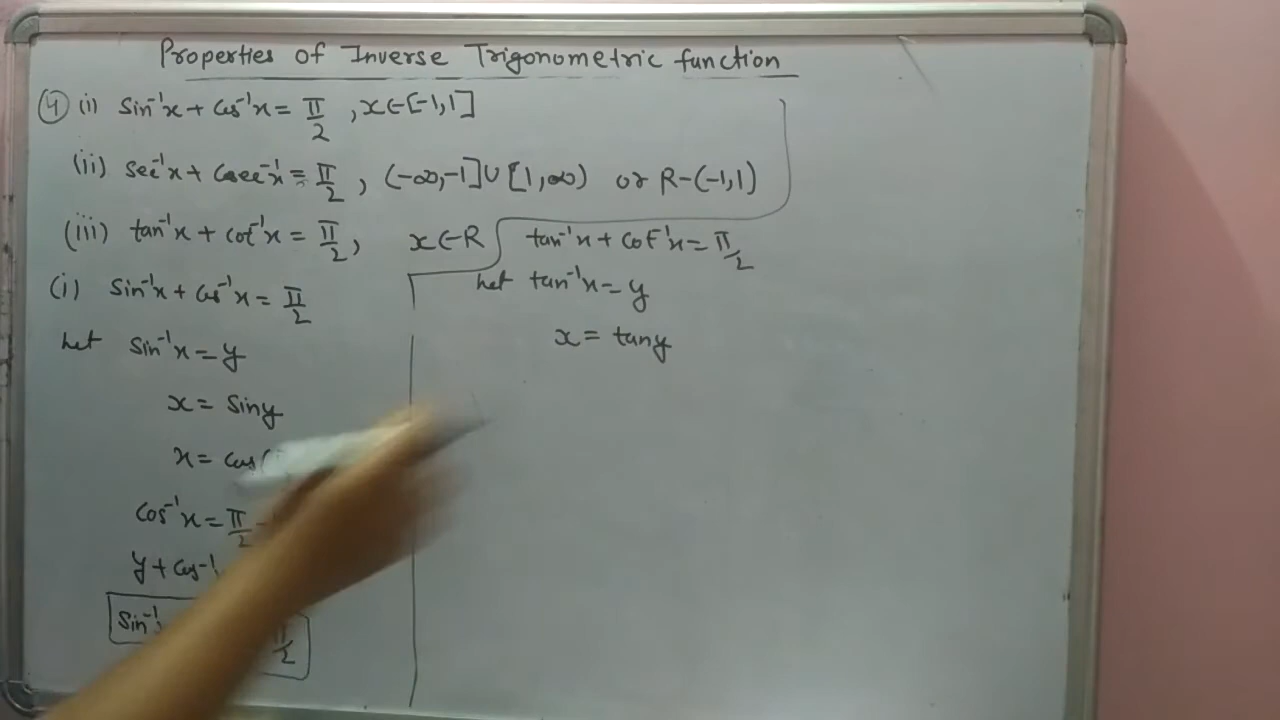 Properties of Inverse Trigonometric function
④ (i) Sin⁻¹x + Cos⁻¹x = π/2 , x∈[-1,1]
(ii) Sec⁻¹x + Cosec⁻¹x = π/2 , (-∞,-1]∪[1,∞) or R-(-1,1)
(iii) tan⁻¹x + cot⁻¹x = π/2, x∈R
(i) Sin⁻¹x + Cos⁻¹x = π/2
Let Sin⁻¹x = y
x = Siny
x = cos(
Cos⁻¹x = π/2 -
y + Cos⁻¹
Sin⁻¹ π/2
tan⁻¹x + Cot⁻¹x = π/2
Let tan⁻¹x = y
x = tany